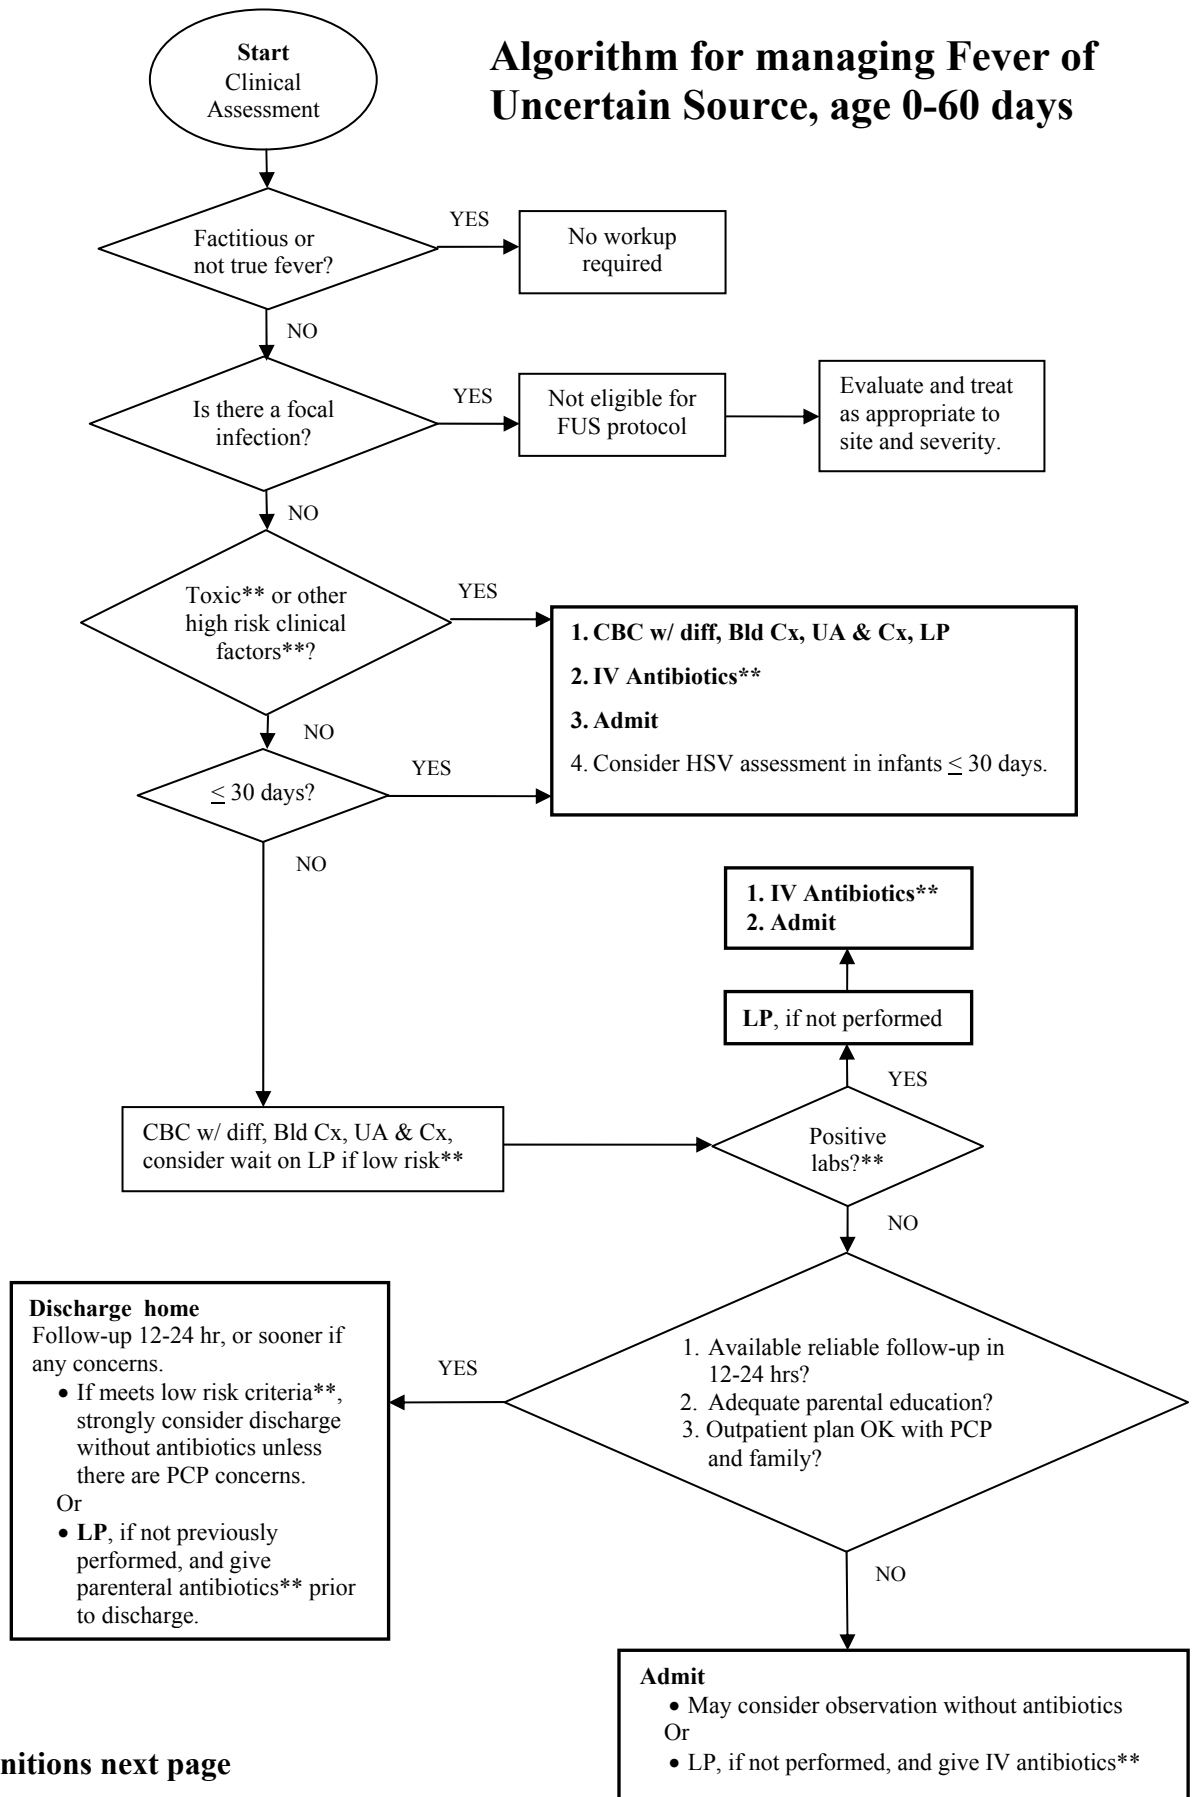 Start
Clinical
Assessment
Algorithm for managing Fever of
Uncertain Source, age 0-60 days
Factitious or
not true fever?
YES
No workup
required
NO
Is there a focal
infection?
YES
Not eligible for
FUS protocol
Evaluate and treat
as appropriate to
site and severity.
NO
Toxic** or other
high risk clinical
factors**?
YES
1. CBC w/ diff, Bld Cx, UA & Cx, LP
2. IV Antibiotics**
3. Admit
4. Consider HSV assessment in infants ≤ 30 days.
NO
≤ 30 days?
YES
NO
1. IV Antibiotics**
2. Admit
LP, if not performed
YES
CBC w/ diff, Bld Cx, UA & Cx,
consider wait on LP if low risk**
Positive
labs?**
NO
Discharge home
Follow-up 12-24 hr, or sooner if
any concerns.
• If meets low risk criteria**,
strongly consider discharge
without antibiotics unless
there are PCP concerns.
Or
• LP, if not previously
performed, and give
parenteral antibiotics** prior
to discharge.
YES
1. Available reliable follow-up in
12-24 hrs?
2. Adequate parental education?
3. Outpatient plan OK with PCP
and family?
NO
Admit
• May consider observation without antibiotics
Or
• LP, if not performed, and give IV antibiotics**
nitions next page